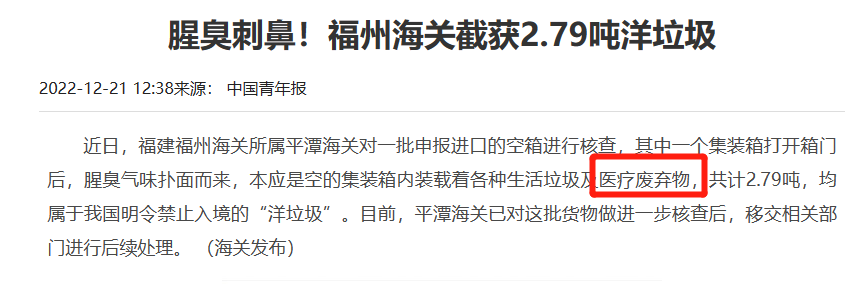 腥臭刺鼻！福州海关截获2.79吨洋垃圾
2022-12-21 12:38来源： 中国青年报
近日，福建福州海关所属平潭海关对一批申报进口的空箱进行核查，其中一个集装箱打开箱门
后，腥臭气味扑面而来，本应是空的集装箱内装载着各种生活垃圾及医疗废弃物，共计2.79吨，均
属于我国明令禁止入境的“洋垃圾”。目前，平潭海关已对这批货物做进一步核查后，移交相关部
门进行后续处理。（海关发布）